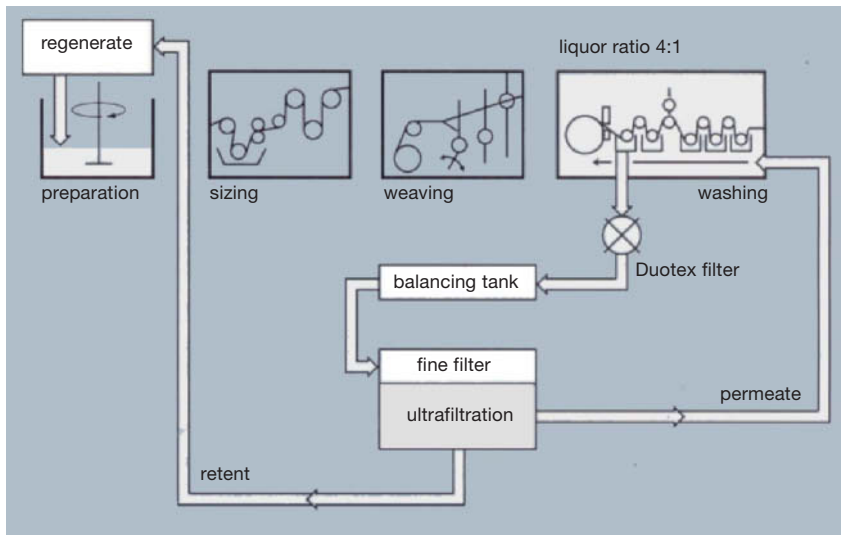 regenerate
liquor ratio 4:1
preparation
sizing
weaving
washing
Duotex filter
balancing tank
fine filter
ultrafiltration
permeate
retent